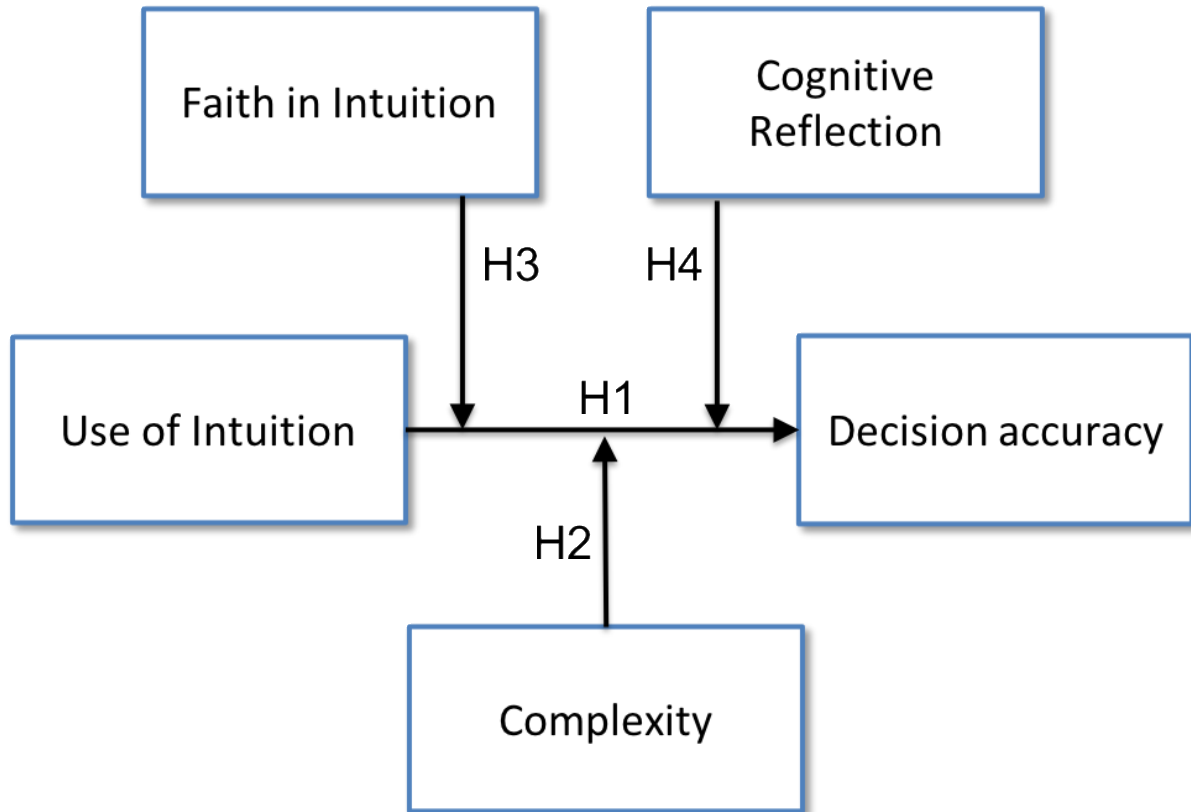 Faith in Intuition
Cognitive
Reflection
H3
H4
H1
Use of Intuition
Decision accuracy
H2
Complexity